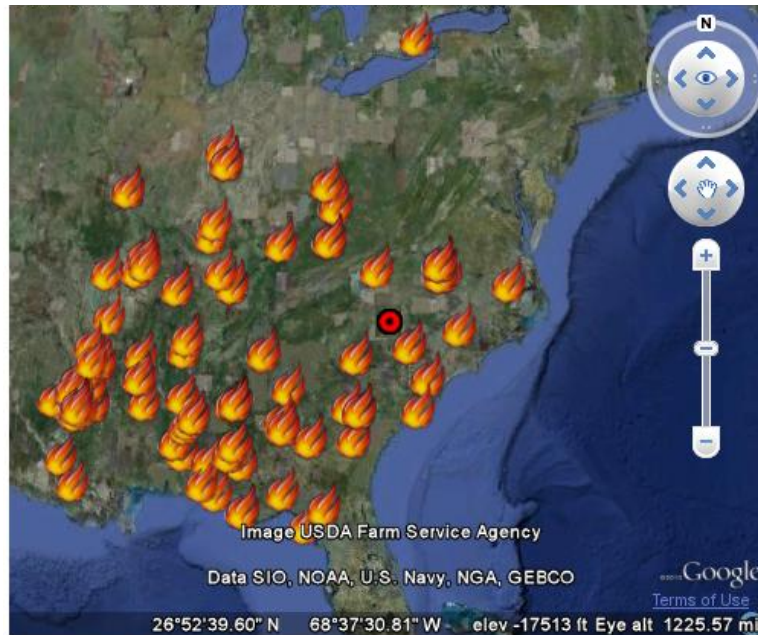 N
Image USDA Farm Service Agency
Data SIO, NOAA, U.S. Navy, NGA, GEBCO
©2010 Google
Terms of Use
26°52'39.60" N 68°37'30.81" W elev -17513 ft Eye alt 1225.57 mi